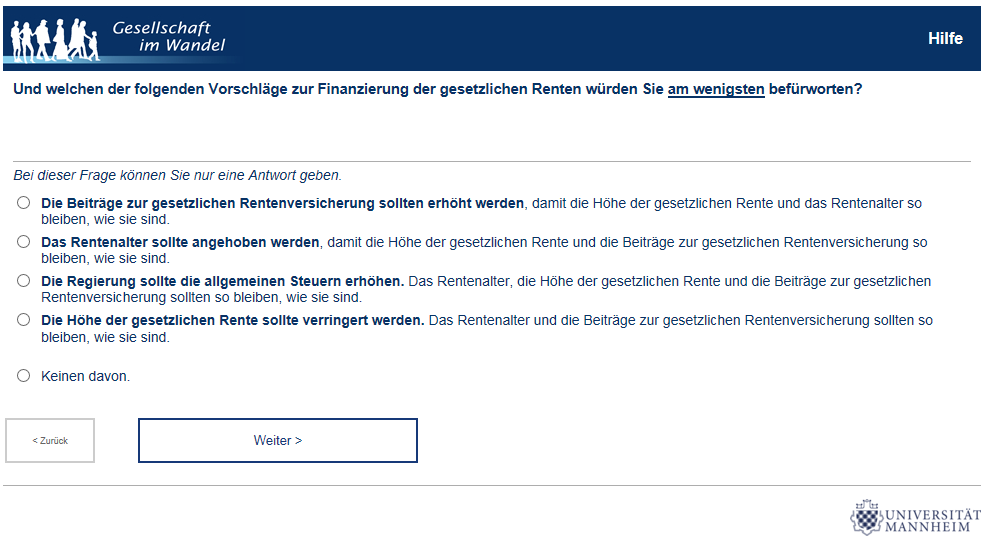 Gesellschaft
im Wandel
Hilfe
Und welchen der folgenden Vorschläge zur Finanzierung der gesetzlichen Renten würden Sie am wenigsten befürworten?
Bei dieser Frage können Sie nur eine Antwort geben.
Die Beiträge zur gesetzlichen Rentenversicherung sollten erhöht werden, damit die Höhe der gesetzlichen Rente und das Rentenalter so
bleiben, wie sie sind.
Das Rentenalter sollte angehoben werden, damit die Höhe der gesetzlichen Rente und die Beiträge zur gesetzlichen Rentenversicherung so
bleiben, wie sie sind.
Die Regierung sollte die allgemeinen Steuern erhöhen. Das Rentenalter, die Höhe der gesetzlichen Rente und die Beiträge zur gesetzlichen
Rentenversicherung sollten so bleiben, wie sie sind.
Die Höhe der gesetzlichen Rente sollte verringert werden. Das Rentenalter und die Beiträge zur gesetzlichen Rentenversicherung sollten so
bleiben, wie sie sind.
Keinen davon.
< Zurück
Weiter >
UNIVERSITÄT
MANNHEIM